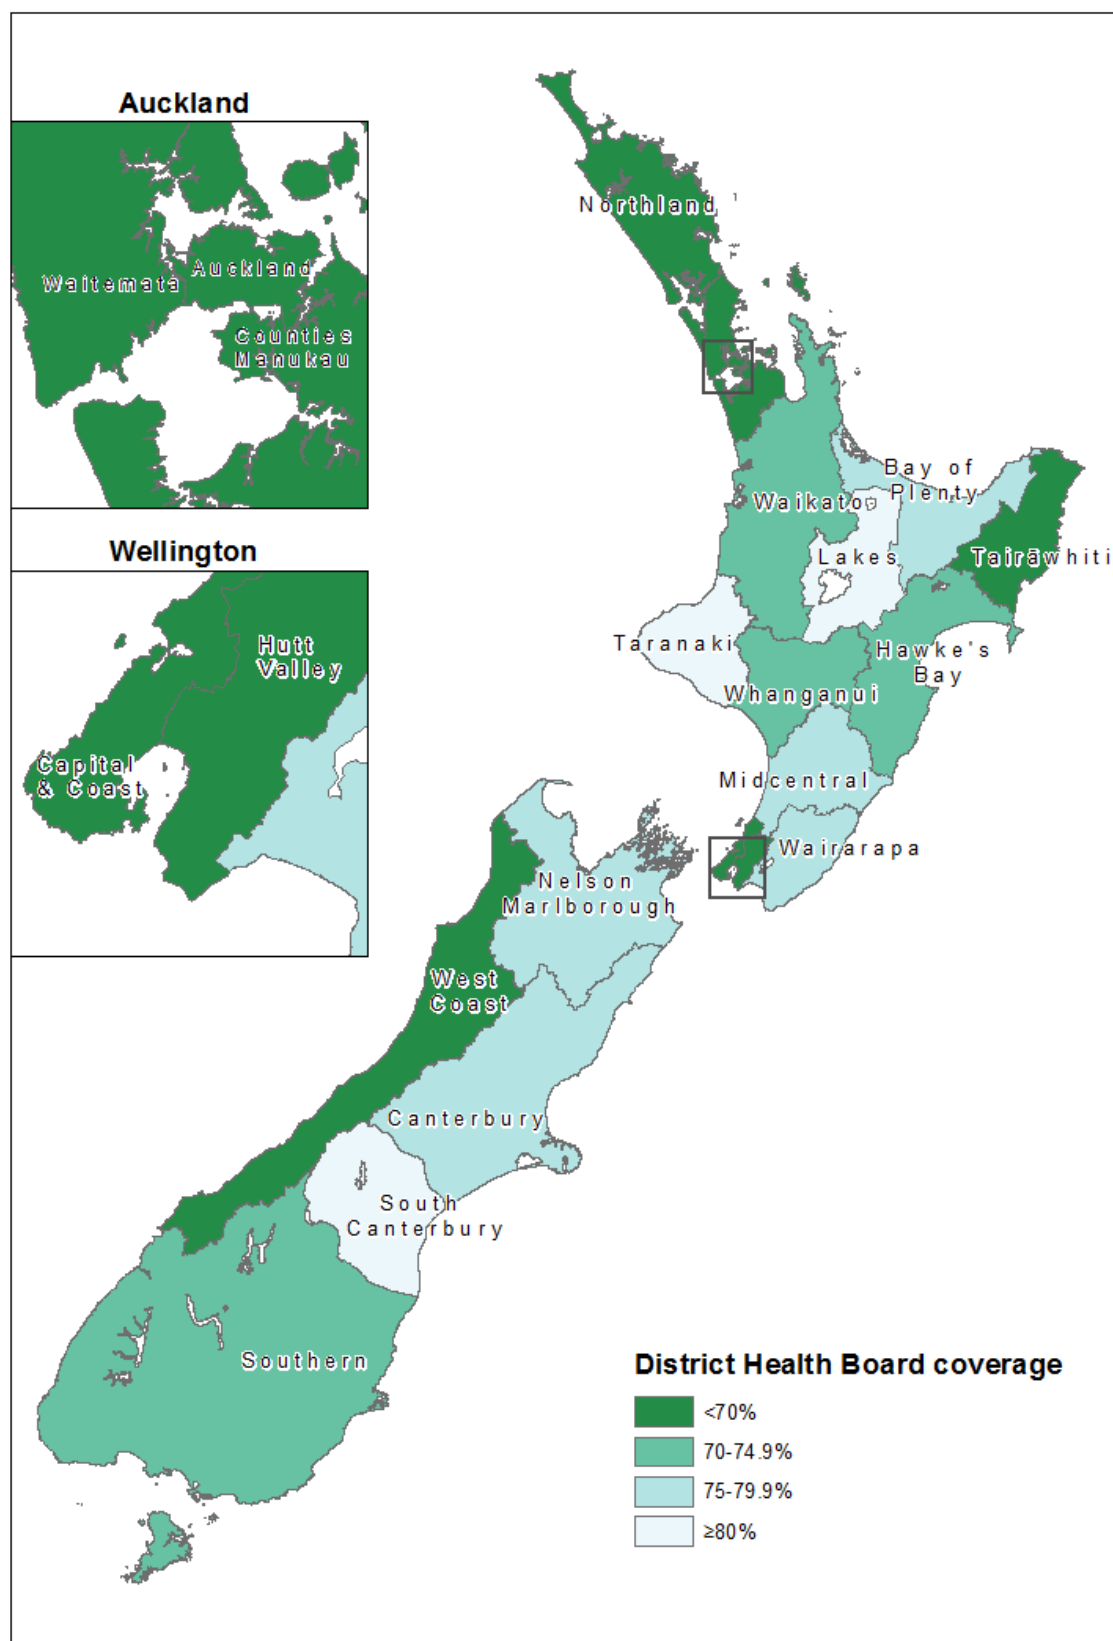 Auckland
Waitemata
Auckland
Counties
Manukau
Wellington
Hutt
Valley
Capital
& Coast
Northland
Bay of
Plenty
Waikato
Lakes
Tairāwhiti
Taranaki
Hawke's
Bay
Whanganui
Midcentral
Wairarapa
Nelson
Marlborough
West
Coast
Canterbury
South
Canterbury
Southern
District Health Board coverage
<70%
70-74.9%
75-79.9%
≥80%